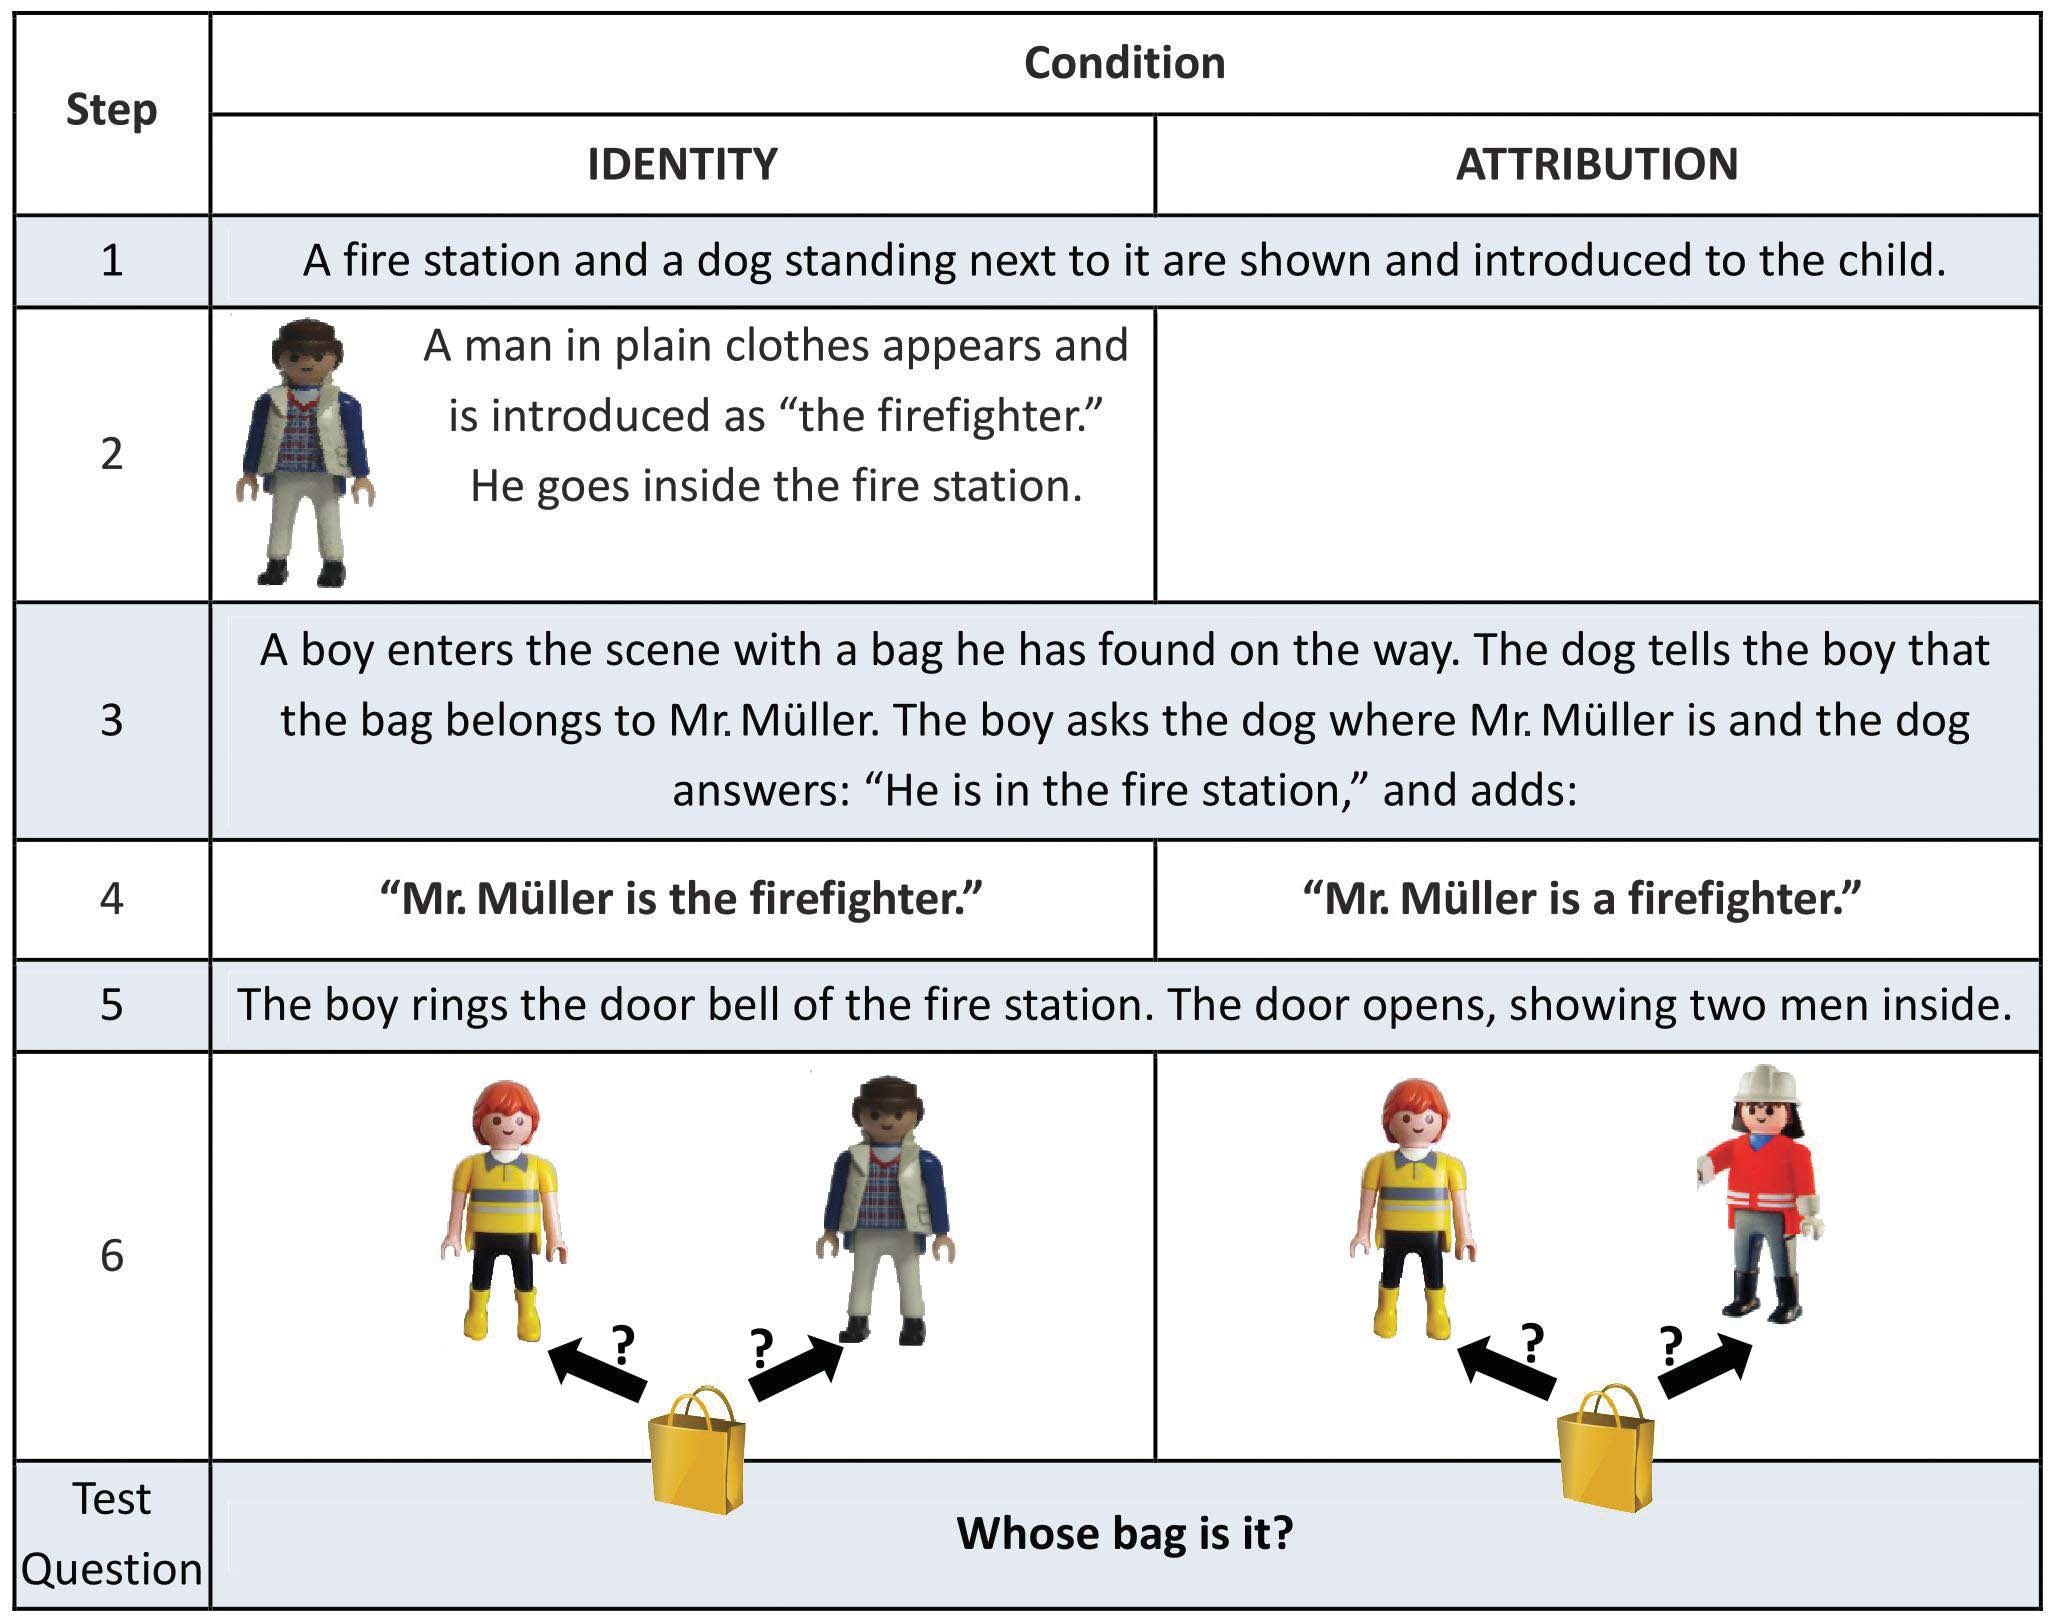 Step
Condition
IDENTITY
ATTRIBUTION
1
A fire station and a dog standing next to it are shown and introduced to the child.
2
A man in plain clothes appears and
is introduced as “the firefighter.”
He goes inside the fire station.
3
A boy enters the scene with a bag he has found on the way. The dog tells the boy that
the bag belongs to Mr. Müller. The boy asks the dog where Mr. Müller is and the dog
answers: “He is in the fire station,” and adds:
4
“Mr. Müller is the firefighter.”
“Mr. Müller is a firefighter.”
5
The boy rings the door bell of the fire station. The door opens, showing two men inside.
6
?
?
?
?
Test
Question
Whose bag is it?